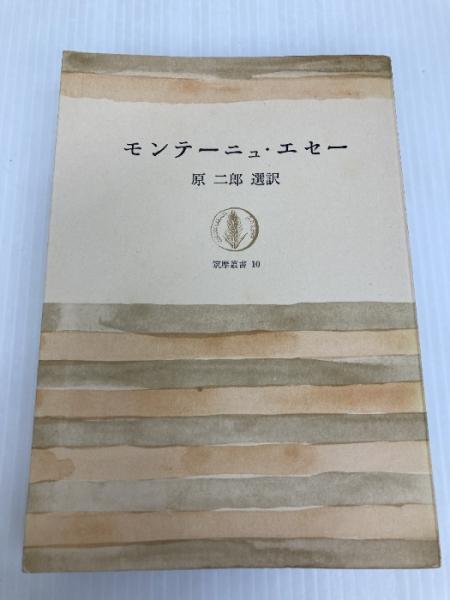 モンテーニュ・エセー
原 二郎 選訳
筑摩叢書 10